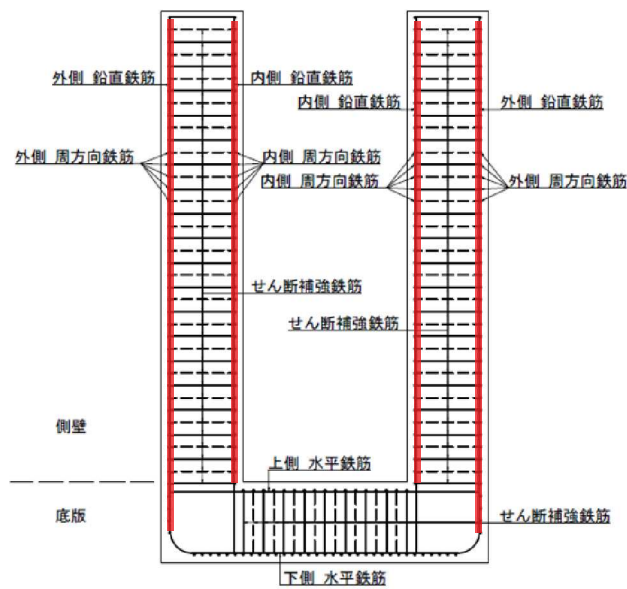 外側 鉛直鉄筋
内側 鉛直鉄筋
内側 鉛直鉄筋
外側 鉛直鉄筋
外側 周方向鉄筋
内側 周方向鉄筋
内側 周方向鉄筋
外側 周方向鉄筋
せん断補強鉄筋
せん断補強鉄筋
側壁
上側 水平鉄筋
底版
せん断補強鉄筋
下側 水平鉄筋